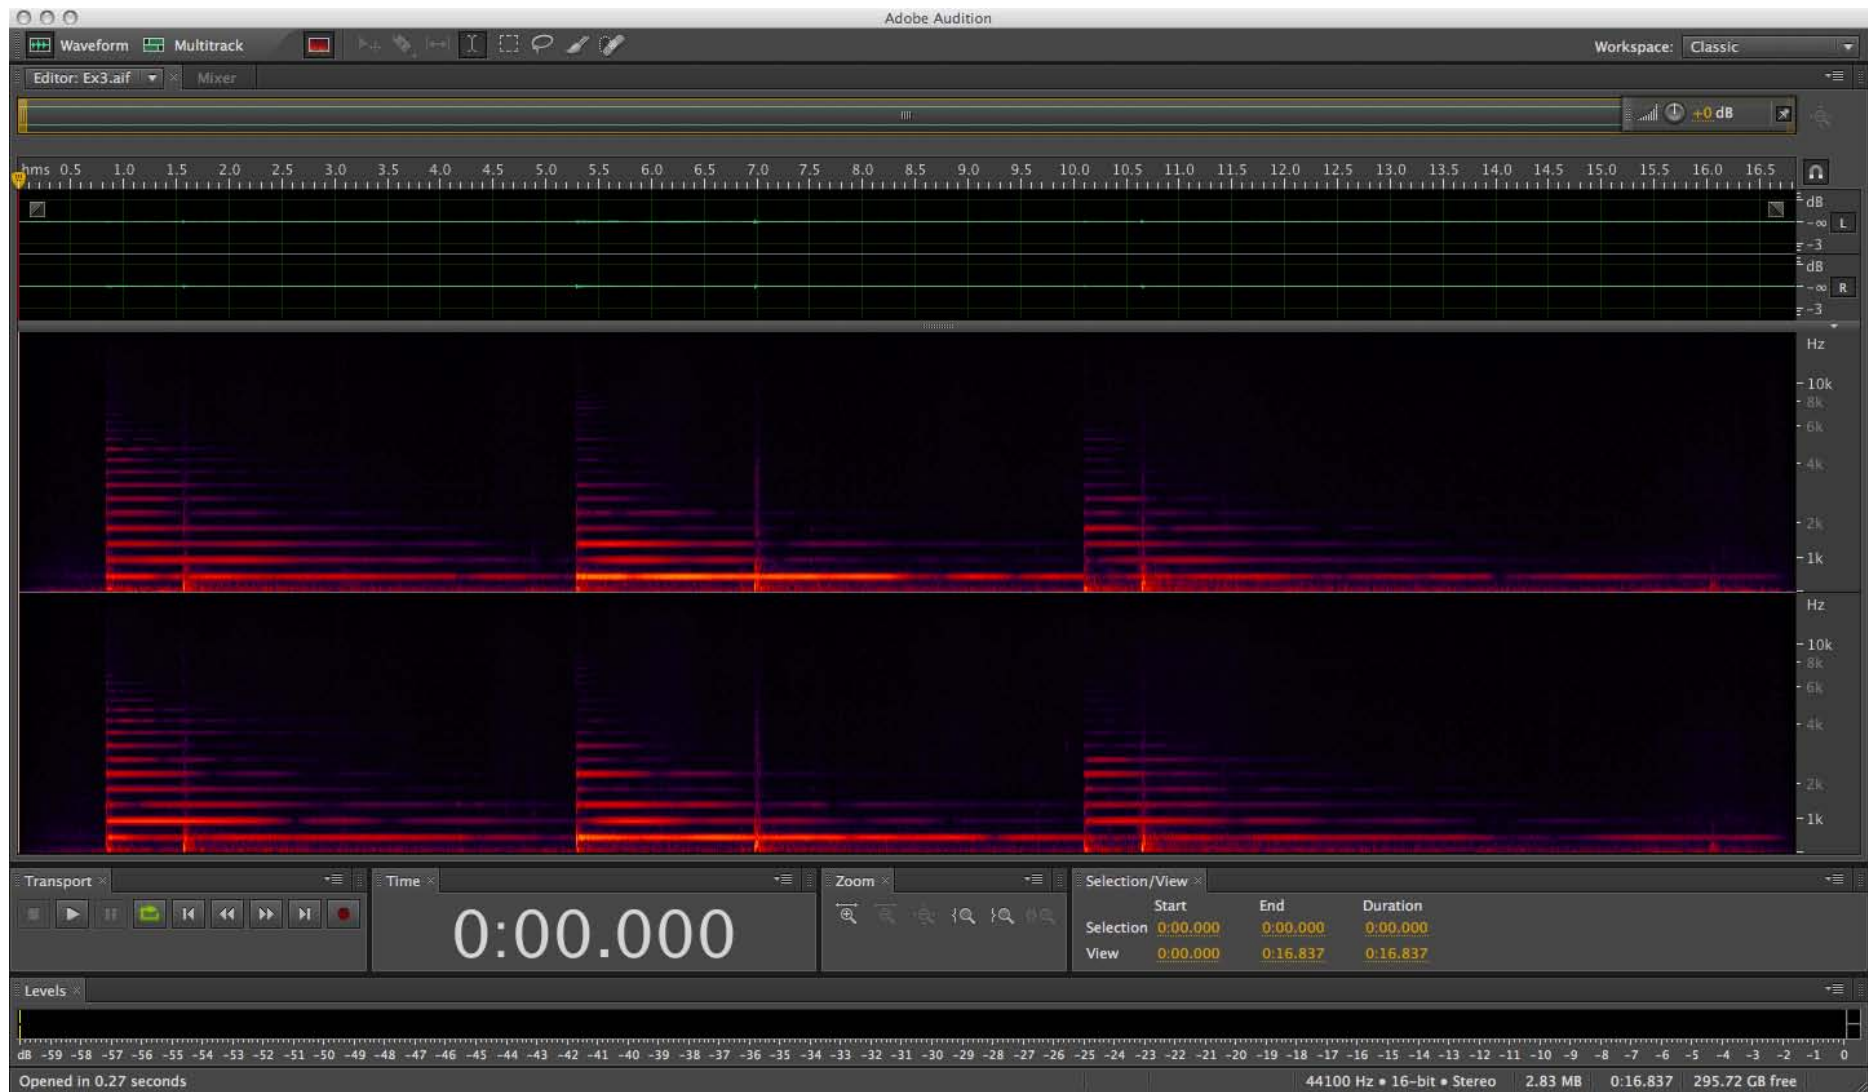 Adobe Audition
Waveform Multitrack Workspace: Classic
Editor: Ex3.aif Mixer
+0 dB
hms 0.5 1.0 1.5 2.0 2.5 3.0 3.5 4.0 4.5 5.0 5.5 6.0 6.5 7.0 7.5 8.0 8.5 9.0 9.5 10.0 10.5 11.0 11.5 12.0 12.5 13.0 13.5 14.0 14.5 15.0 15.5 16.0 16.5
dB
-∞ L
-3
dB
-∞ R
-3
Hz
10k
8k
6k
4k
2k
1k
Hz
10k
8k
6k
4k
2k
1k
Transport Time Zoom Selection/View
Start End Duration
Selection 0:00.000 0:00.000 0:00.000
View 0:00.000 0:16.837 0:16.837
0:00.000
Levels
dB -59 -58 -57 -56 -55 -54 -53 -52 -51 -50 -49 -48 -47 -46 -45 -44 -43 -42 -41 -40 -39 -38 -37 -36 -35 -34 -33 -32 -31 -30 -29 -28 -27 -26 -25 -24 -23 -22 -21 -20 -19 -18 -17 -16 -15 -14 -13 -12 -11 -10 -9 -8 -7 -6 -5 -4 -3 -2 -1 0
Opened in 0.27 seconds 44100 Hz • 16-bit • Stereo 2.83 MB 0:16.837 295.72 GB free